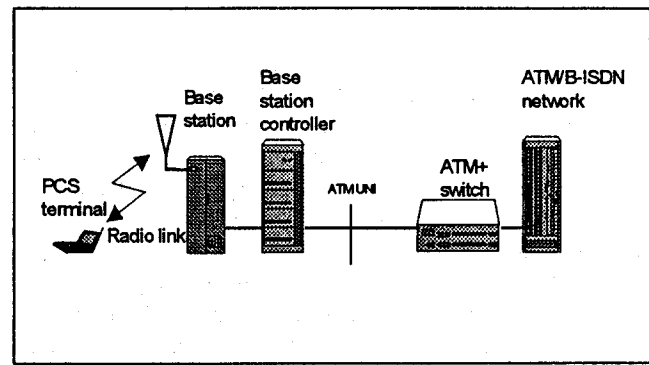 Base
station
Base
station
controller
ATM/B-ISDN
network
PCS
terminal
Radio link
ATM UNI
ATM+
switch